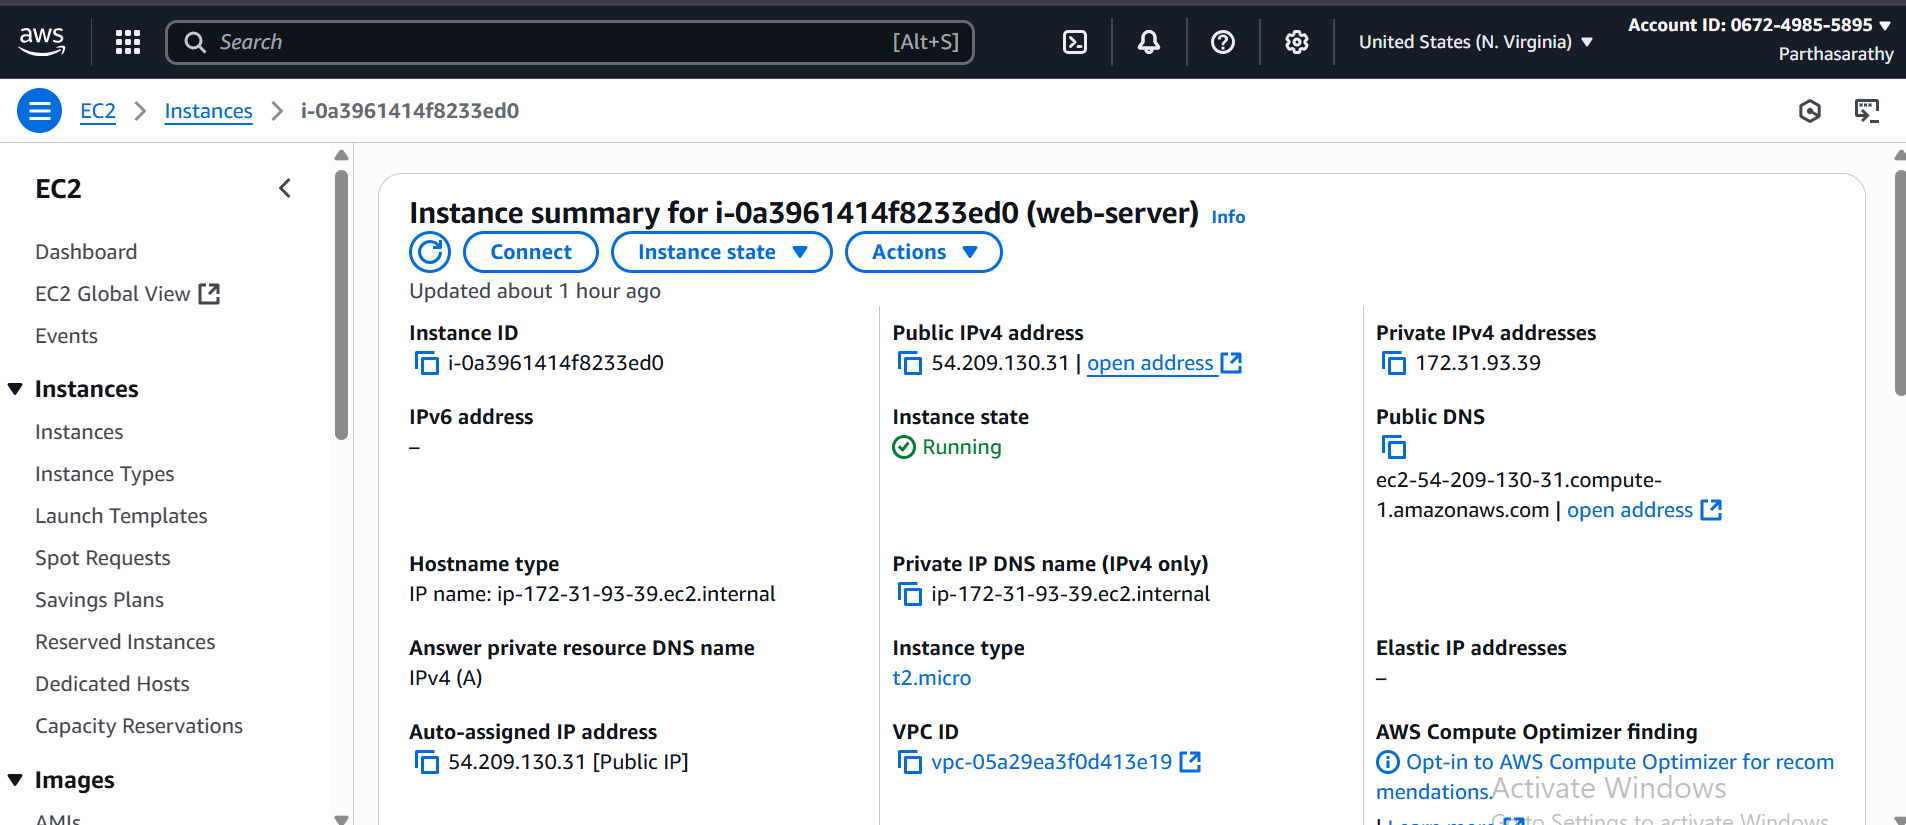 aws
Search
[Alt+S]
United States (N. Virginia)
Account ID: 0672-4985-5895
Parthasarathy
EC2
Instances
i-0a3961414f8233ed0
EC2
Dashboard
EC2 Global View
Events
Instances
Instances
Instance Types
Launch Templates
Spot Requests
Savings Plans
Reserved Instances
Dedicated Hosts
Capacity Reservations
Images
AMIs
Instance summary for i-0a3961414f8233ed0 (web-server) Info
Connect
Instance state
Actions
Updated about 1 hour ago
Instance ID
i-0a3961414f8233ed0
Public IPv4 address
54.209.130.31 | open address
Private IPv4 addresses
172.31.93.39
IPv6 address
–
Instance state
Running
Public DNS
ec2-54-209-130-31.compute-
1.amazonaws.com | open address
Hostname type
IP name: ip-172-31-93-39.ec2.internal
Private IP DNS name (IPv4 only)
ip-172-31-93-39.ec2.internal
Answer private resource DNS name
IPv4 (A)
Instance type
t2.micro
Elastic IP addresses
–
Auto-assigned IP address
54.209.130.31 [Public IP]
VPC ID
vpc-05a29ea3f0d413e19
AWS Compute Optimizer finding
Opt-in to AWS Compute Optimizer for recom
mendations.
| Learn more
Activate Windows
Go to Settings to activate Windows.